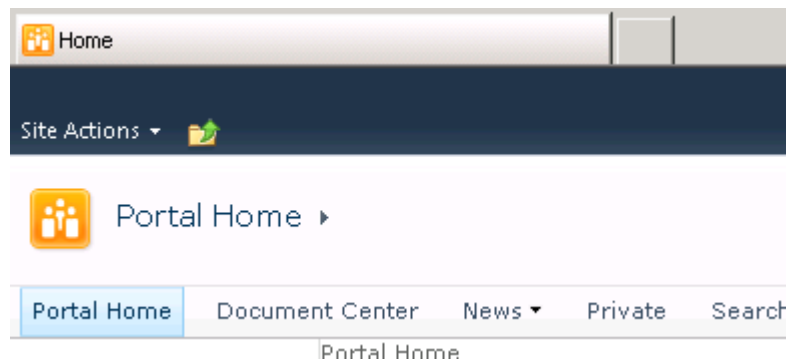 Home
Site Actions
Portal Home
Portal Home Document Center News Private Search
Portal Home